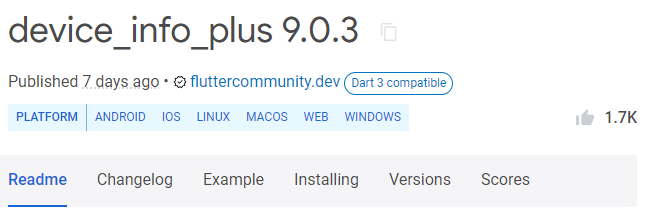 device_info_plus 9.0.3
Published 7 days ago • fluttercommunity.dev Dart 3 compatible
PLATFORM ANDROID IOS LINUX MACOS WEB WINDOWS 1.7K
Readme Changelog Example Installing Versions Scores